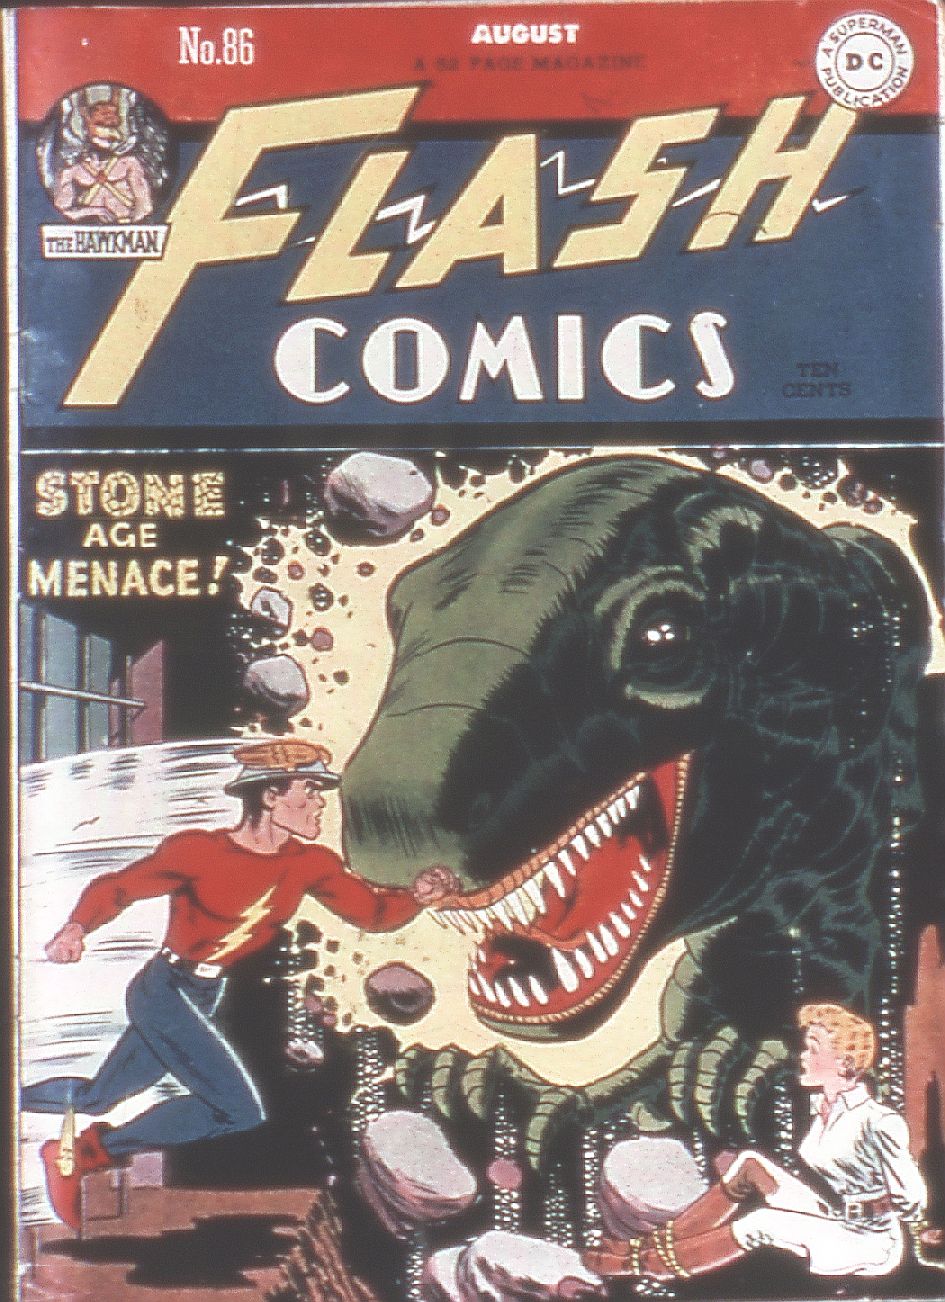 No.86
AUGUST
A 52 PAGE MAGAZINE
A SUPERMAN
DC
PUBLICATION
THE HAWKMAN
FLASH
COMICS
TEN
CENTS
STONE
AGE
MENACE!